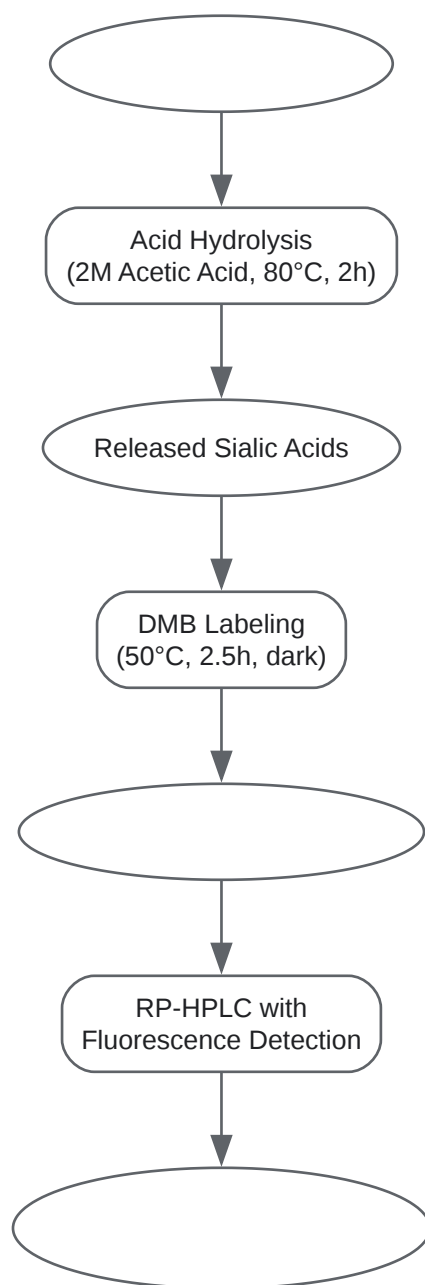 Acid Hydrolysis
(2M Acetic Acid, 80°C, 2h)
Released Sialic Acids
DMB Labeling
(50°C, 2.5h, dark)
RP-HPLC with
Fluorescence Detection